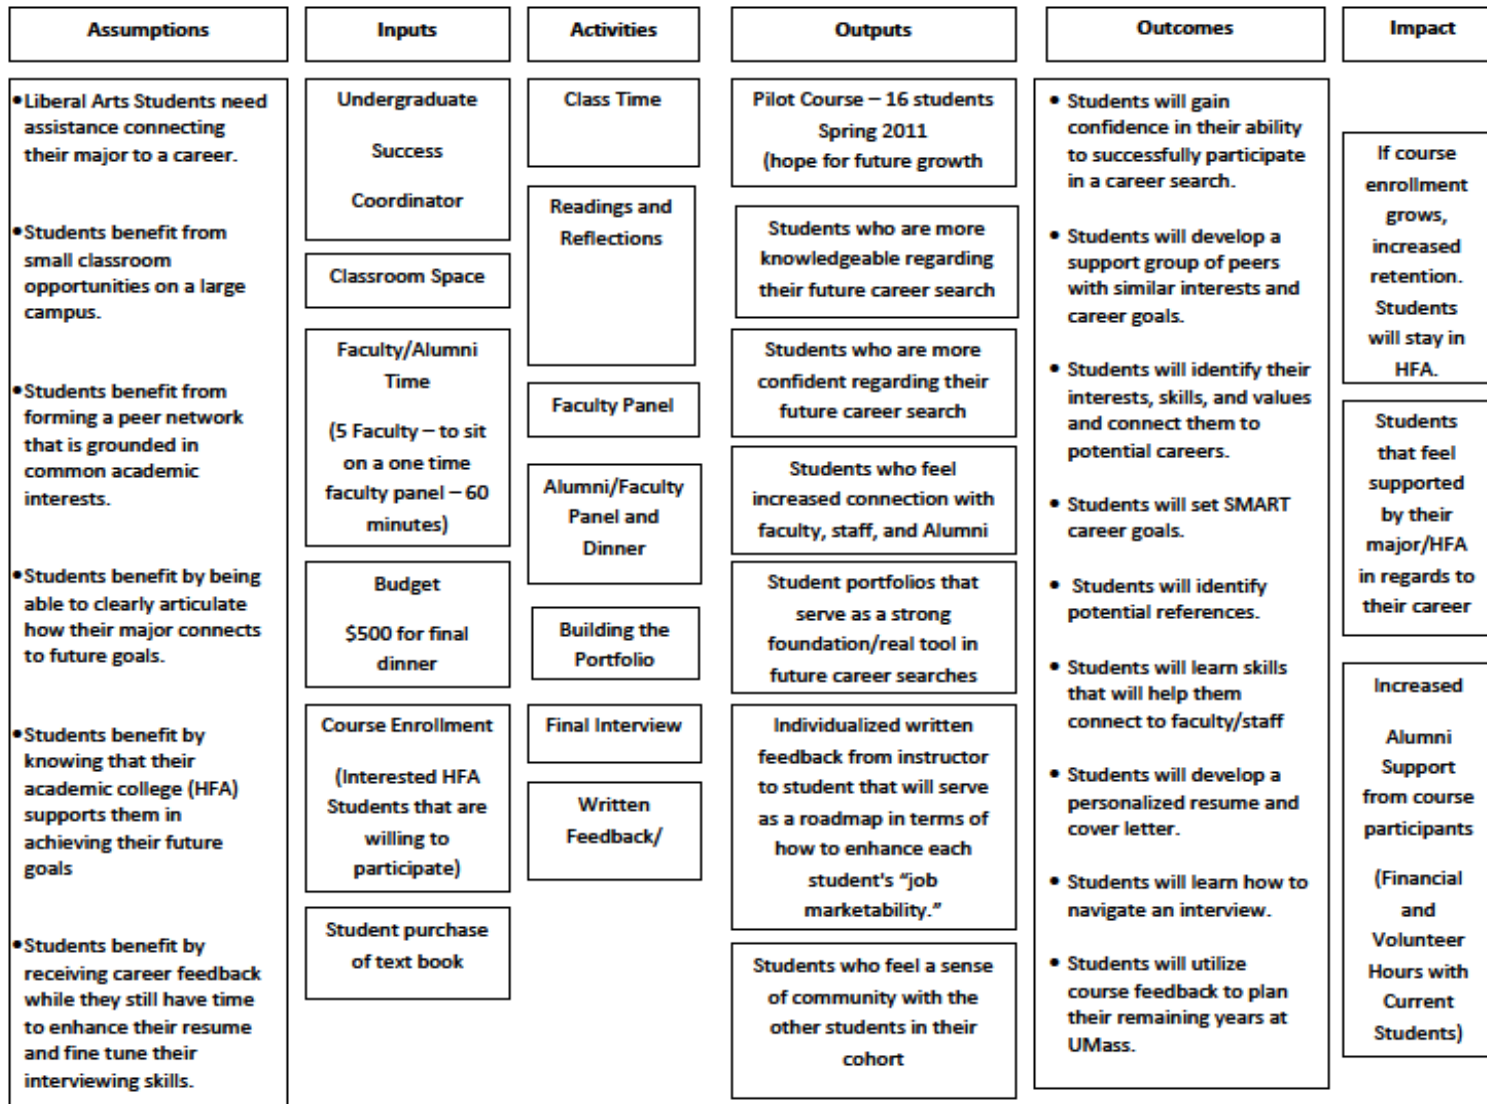 Assumptions
Inputs
Activities
Outputs
Outcomes
Impact
•Liberal Arts Students need
assistance connecting
their major to a career.
•Students benefit from
small classroom
opportunities on a large
campus.
•Students benefit from
forming a peer network
that is grounded in
common academic
interests.
•Students benefit by being
able to clearly articulate
how their major connects
to future goals.
•Students benefit by
knowing that their
academic college (HFA)
supports them in
achieving their future
goals
•Students benefit by
receiving career feedback
while they still have time
to enhance their resume
and fine tune their
interviewing skills.
Undergraduate
Success
Coordinator
Classroom Space
Faculty/Alumni
Time
(5 Faculty – to sit
on a one time
faculty panel – 60
minutes)
Budget
$500 for final
dinner
Course Enrollment
(Interested HFA
Students that are
willing to
participate)
Student purchase
of text book
Class Time
Readings and
Reflections
Faculty Panel
Alumni/Faculty
Panel and
Dinner
Building the
Portfolio
Final Interview
Written
Feedback/
Pilot Course – 16 students
Spring 2011
(hope for future growth
Students who are more
knowledgeable regarding
their future career search
Students who are more
confident regarding their
future career search
Students who feel
increased connection with
faculty, staff, and Alumni
Student portfolios that
serve as a strong
foundation/real tool in
future career searches
Individualized written
feedback from instructor
to student that will serve
as a roadmap in terms of
how to enhance each
student's “job
marketability.”
Students who feel a sense
of community with the
other students in their
cohort
• Students will gain
confidence in their ability
to successfully participate
in a career search.
• Students will develop a
support group of peers
with similar interests and
career goals.
• Students will identify their
interests, skills, and values
and connect them to
potential careers.
• Students will set SMART
career goals.
• Students will identify
potential references.
• Students will learn skills
that will help them
connect to faculty/staff
• Students will develop a
personalized resume and
cover letter.
• Students will learn how to
navigate an interview.
• Students will utilize
course feedback to plan
their remaining years at
UMass.
If course
enrollment
grows,
increased
retention.
Students
will stay in
HFA.
Students
that feel
supported
by their
major/HFA
in regards to
their career
Increased
Alumni
Support
from course
participants
(Financial
and
Volunteer
Hours with
Current
Students)